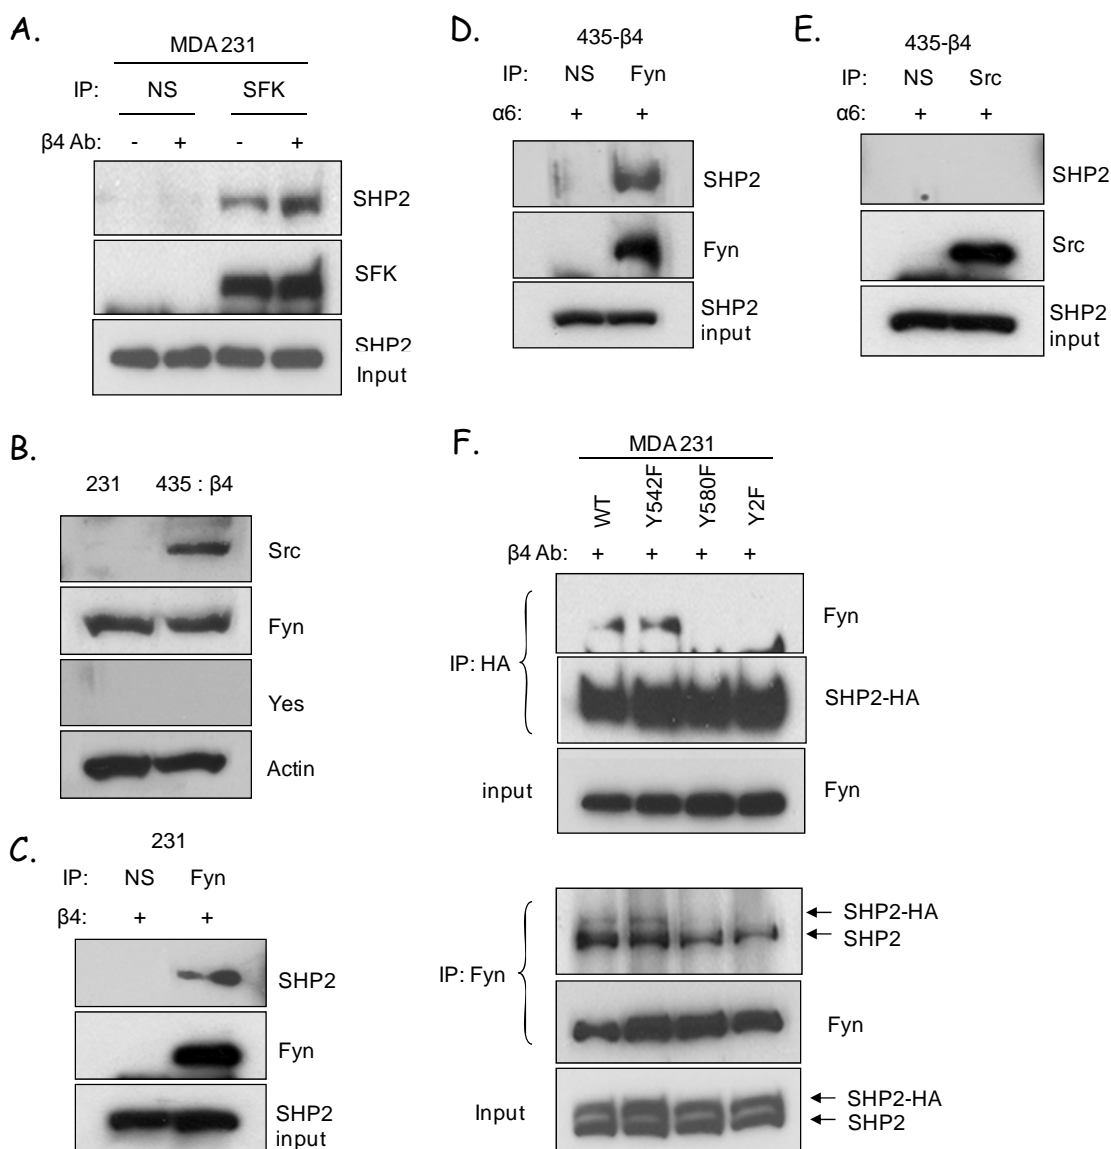 A.
MDA 231
IP: NS SFK
β4 Ab: - + - +
SHP2
SFK
SHP2
Input
B.
231 435 : β4
Src
Fyn
Yes
Actin
C.
231
IP: NS Fyn
β4: + +
SHP2
Fyn
SHP2
input
D.
435-β4
IP: NS Fyn
α6: + +
SHP2
Fyn
SHP2
input
E.
435-β4
IP: NS Src
α6: + +
SHP2
Src
SHP2
input
F.
MDA 231
WT Y542F Y580F Y2F
β4 Ab: + + + +
IP: HA
Fyn
SHP2-HA
input
Fyn
IP: Fyn
SHP2-HA
SHP2
Fyn
Input
SHP2-HA
SHP2